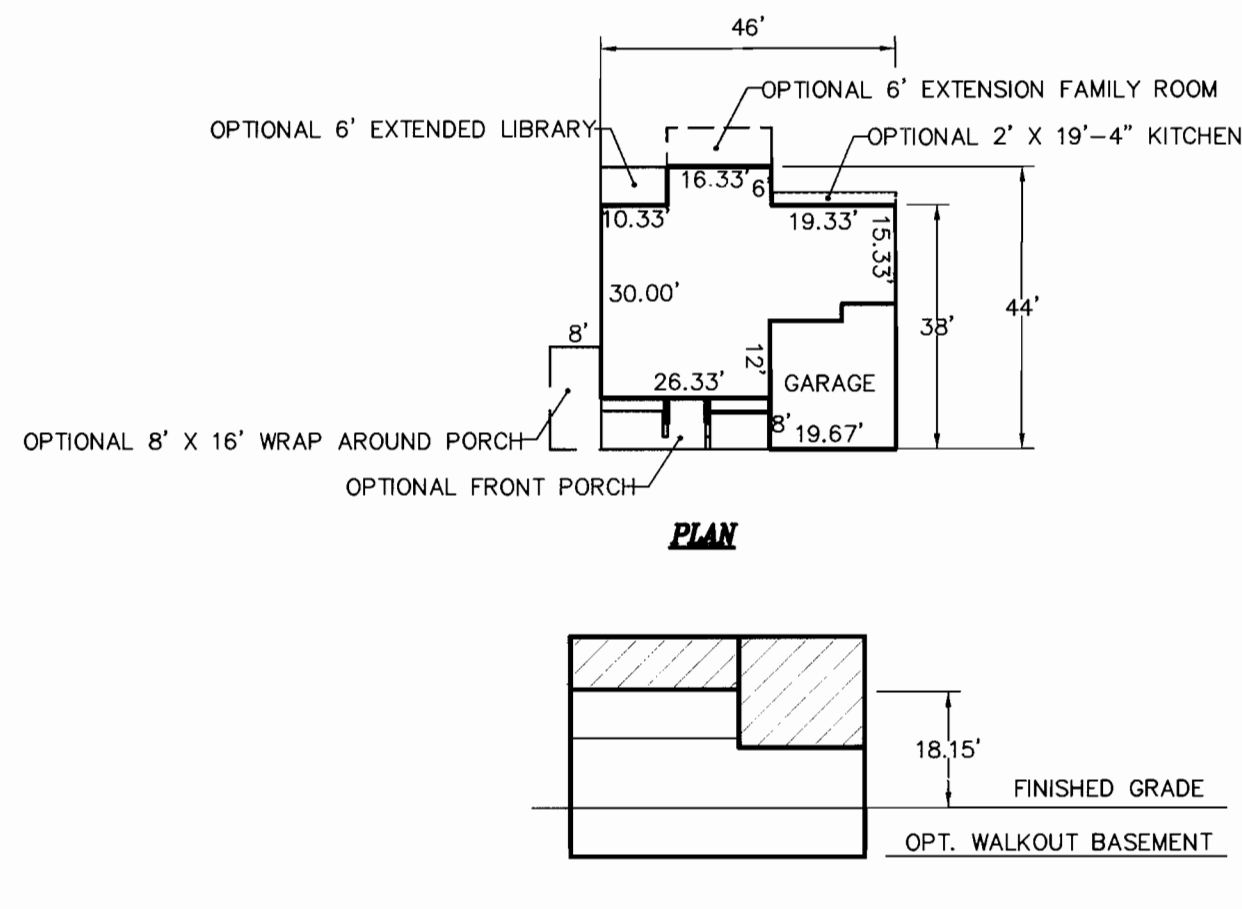 46'
OPTIONAL 6' EXTENSION FAMILY ROOM
OPTIONAL 6' EXTENDED LIBRARY
OPTIONAL 2' X 19'-4" KITCHEN
16.33'
6'
10.33'
19.33'
15.33'
30.00'
44'
38'
8'
12'
26.33'
GARAGE
8'
19.67'
OPTIONAL 8' X 16' WRAP AROUND PORCH
OPTIONAL FRONT PORCH
PLAN
18.15'
FINISHED GRADE
OPT. WALKOUT BASEMENT